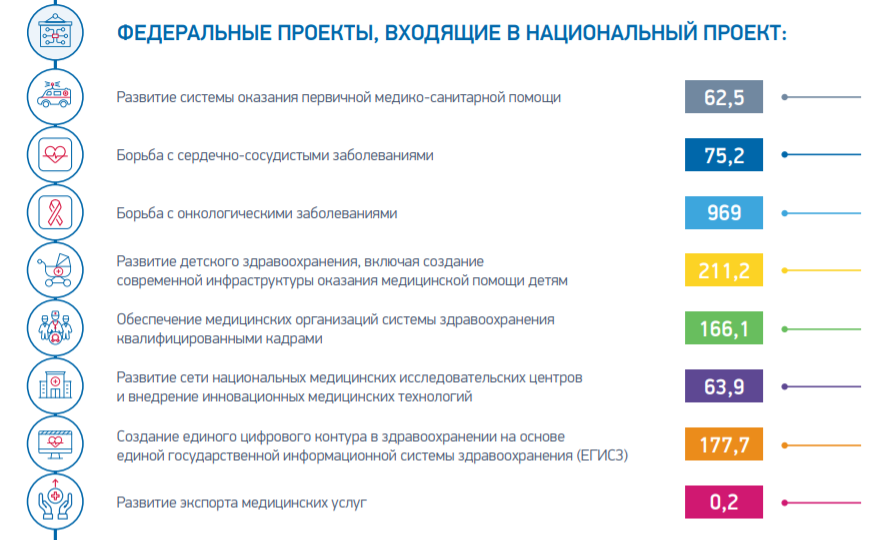 ФЕДЕРАЛЬНЫЕ ПРОЕКТЫ, ВХОДЯЩИЕ В НАЦИОНАЛЬНЫЙ ПРОЕКТ:
Развитие системы оказания первичной медико-санитарной помощи
62,5
Борьба с сердечно-сосудистыми заболеваниями
75,2
Борьба с онкологическими заболеваниями
969
Развитие детского здравоохранения, включая создание
современной инфраструктуры оказания медицинской помощи детям
211,2
Обеспечение медицинских организаций системы здравоохранения
квалифицированными кадрами
166,1
Развитие сети национальных медицинских исследовательских центров
и внедрение инновационных медицинских технологий
63,9
Создание единого цифрового контура в здравоохранении на основе
единой государственной информационной системы здравоохранения (ЕГИСЗ)
177,7
Развитие экспорта медицинских услуг
0,2